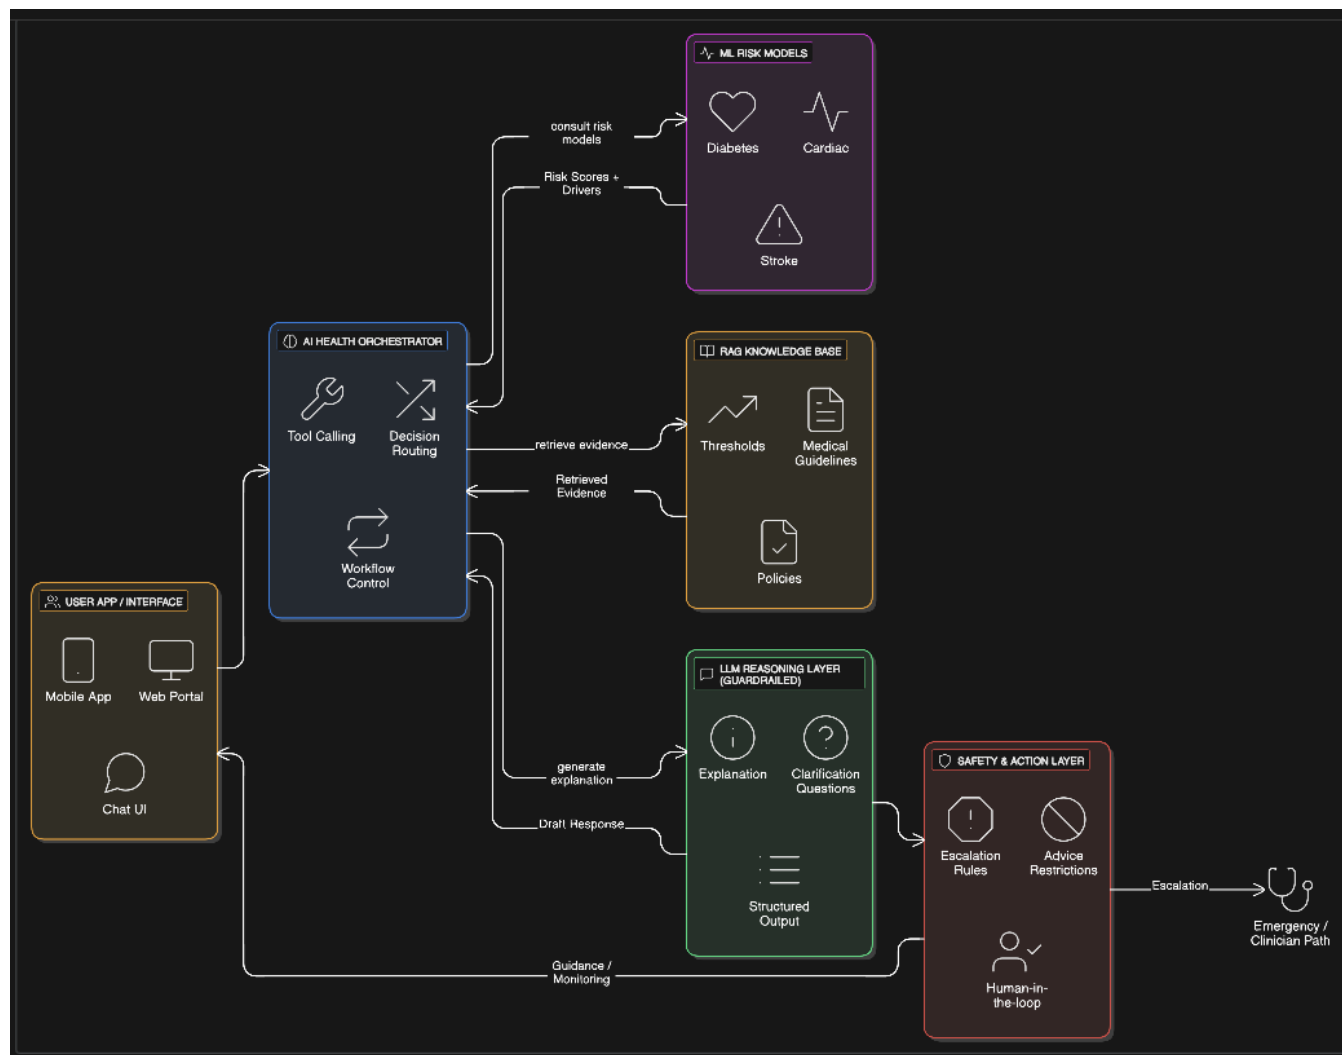 ML RISK MODELS
Diabetes
Cardiac
Stroke
consult risk
models
Risk Scores +
Drivers
AI HEALTH ORCHESTRATOR
Tool Calling
Decision
Routing
Workflow
Control
retrieve evidence
Retrieved
Evidence
RAG KNOWLEDGE BASE
Thresholds
Medical
Guidelines
Policies
USER APP / INTERFACE
Mobile App
Web Portal
Chat UI
generate
explanation
Draft Response
LLM REASONING LAYER
(GUARDRAILED)
Explanation
Clarification
Questions
Structured
Output
SAFETY & ACTION LAYER
Escalation
Rules
Advice
Restrictions
Human-in-
the-loop
Escalation
Emergency /
Clinician Path
Guidance /
Monitoring